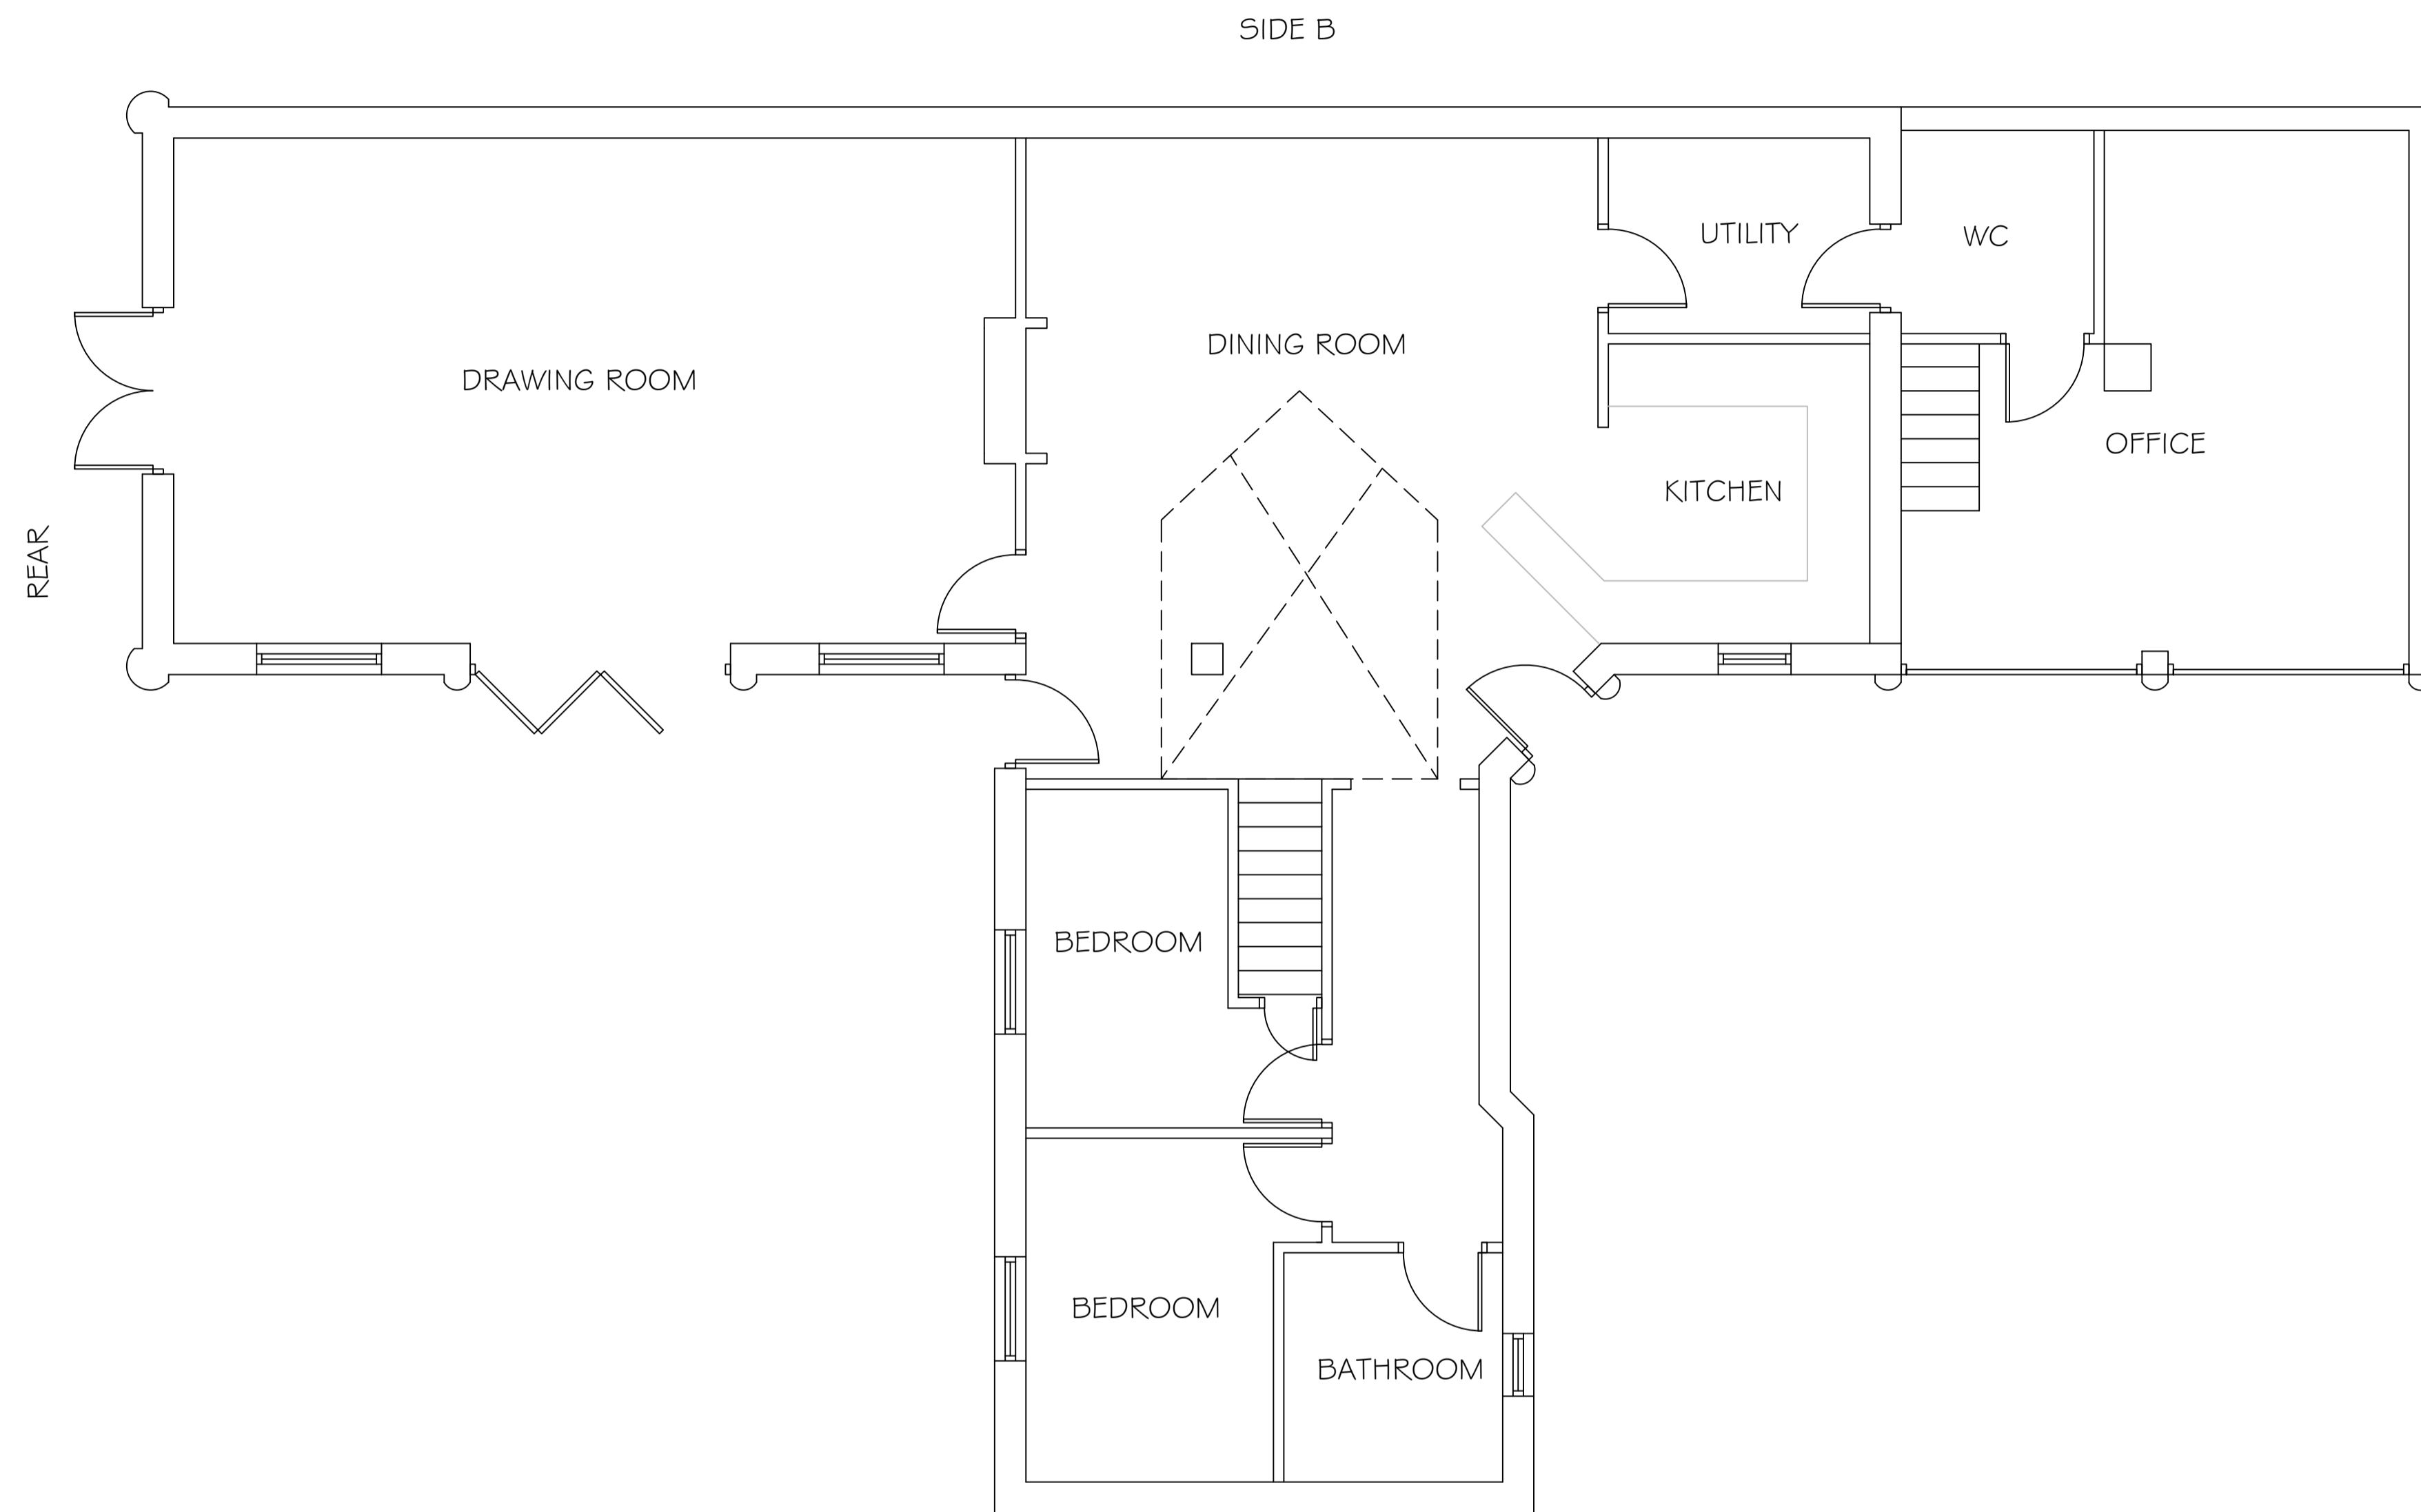 SIDE B
UTILITY
WC
DINING ROOM
DRAWING ROOM
OFFICE
KITCHEN
REAR
BEDROOM
BEDROOM
BATHROOM